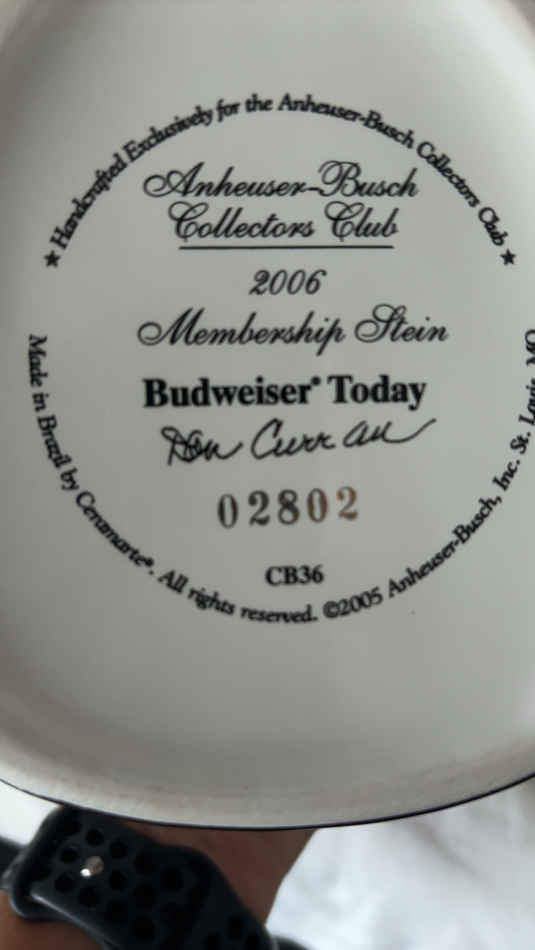 ★ Handcrafted Exclusively for the Anheuser-Busch Collectors Club ★
Anheuser-Busch
Collectors Club
2006
Membership Stein
Budweiser® Today
Don Curran
02802
CB36
Made in Brazil by Ceramarte®. All rights reserved. ©2005 Anheuser-Busch, Inc. St. Louis, MO